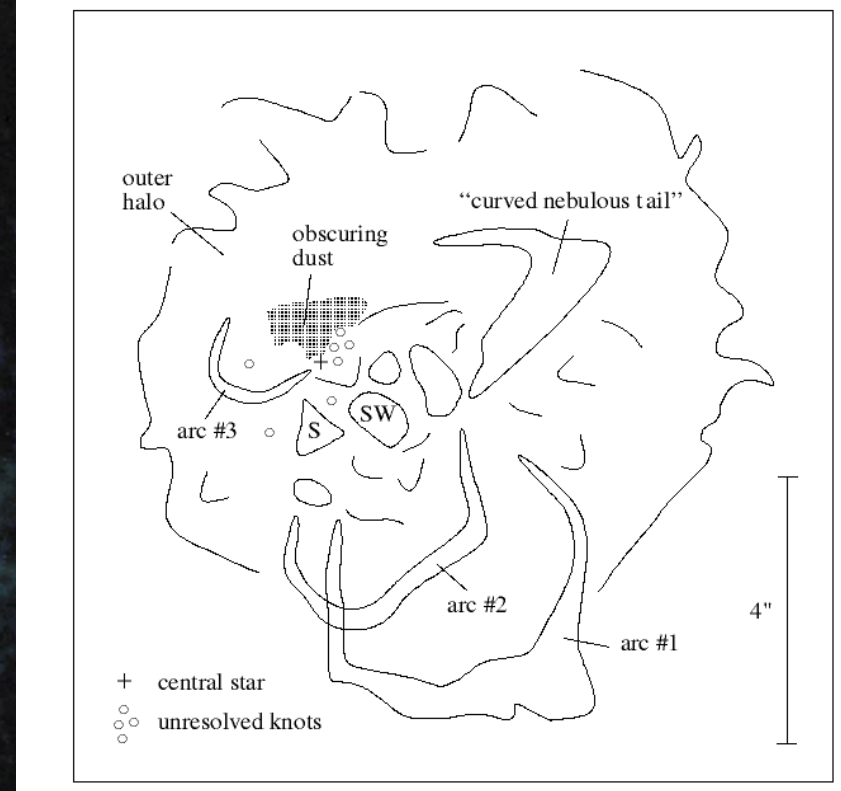 outer
halo
“curved nebulous tail”
obscuring
dust
arc #3
S
SW
arc #2
arc #1
4"
+ central star
unresolved knots